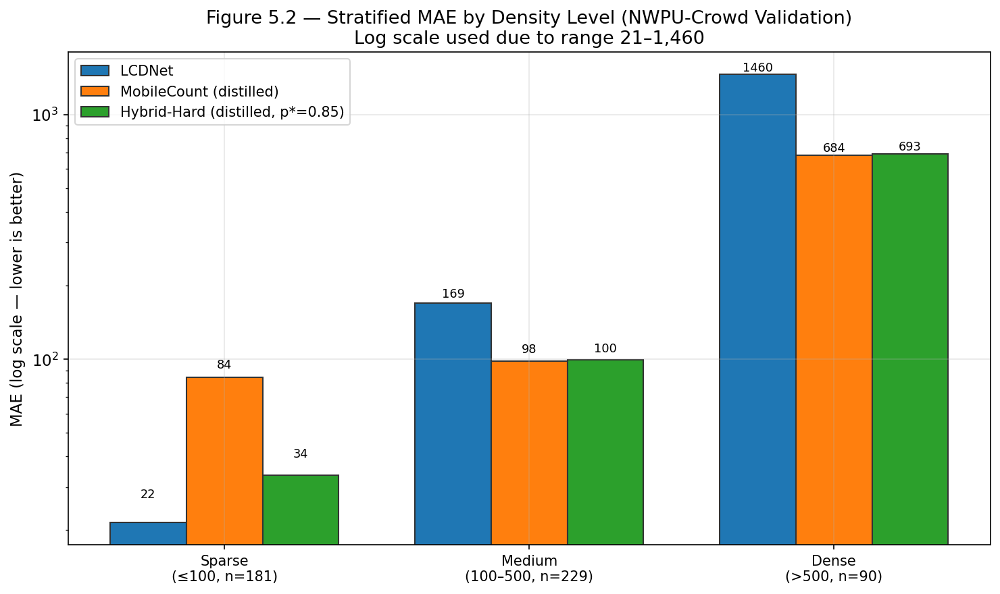 Figure 5.2 — Stratified MAE by Density Level (NWPU-Crowd Validation)
Log scale used due to range 21–1,460
LCDNet
MobileCount (distilled)
Hybrid-Hard (distilled, p*=0.85)
MAE (log scale — lower is better)
10³
10²
22
84
34
169
98
100
1460
684
693
Sparse
(≤100, n=181)
Medium
(100–500, n=229)
Dense
(>500, n=90)